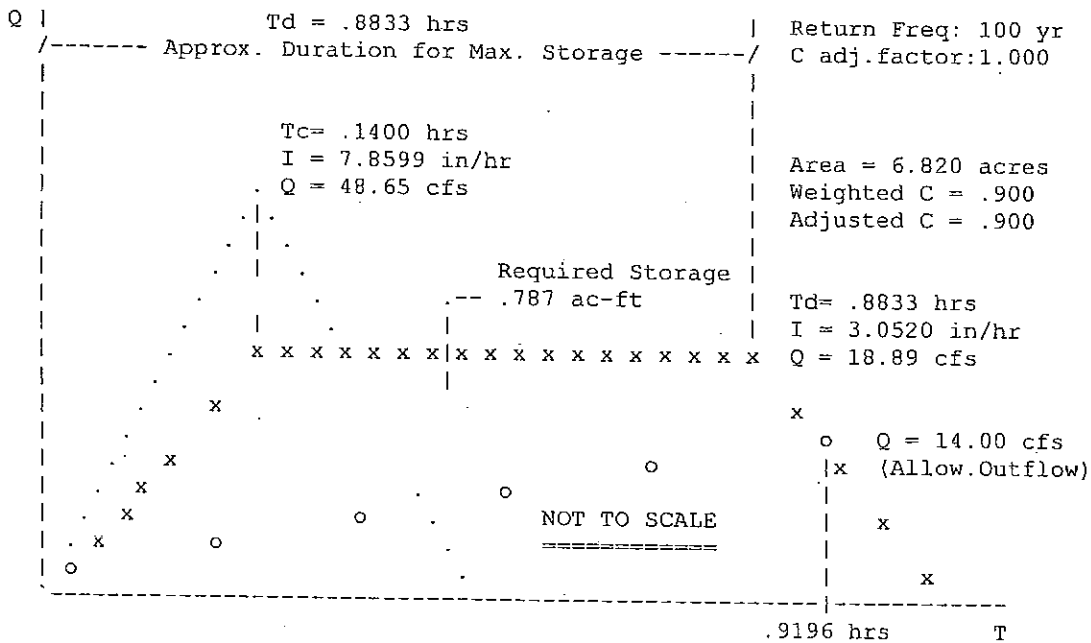 Q
Td = .8833 hrs
Return Freq: 100 yr
/------- Approx. Duration for Max. Storage ------/
C adj.factor:1.000
Tc= .1400 hrs
I = 7.8599 in/hr
Q = 48.65 cfs
Area = 6.820 acres
Weighted C = .900
Adjusted C = .900
Required Storage
.-- .787 ac-ft
Td= .8833 hrs
I = 3.0520 in/hr
x x x x x x x x x x x x x x x x x x Q = 18.89 cfs
x x
o Q = 14.00 cfs
x o x (Allow.Outflow)
x o
x o NOT TO SCALE x
x o ============
o x
.9196 hrs T